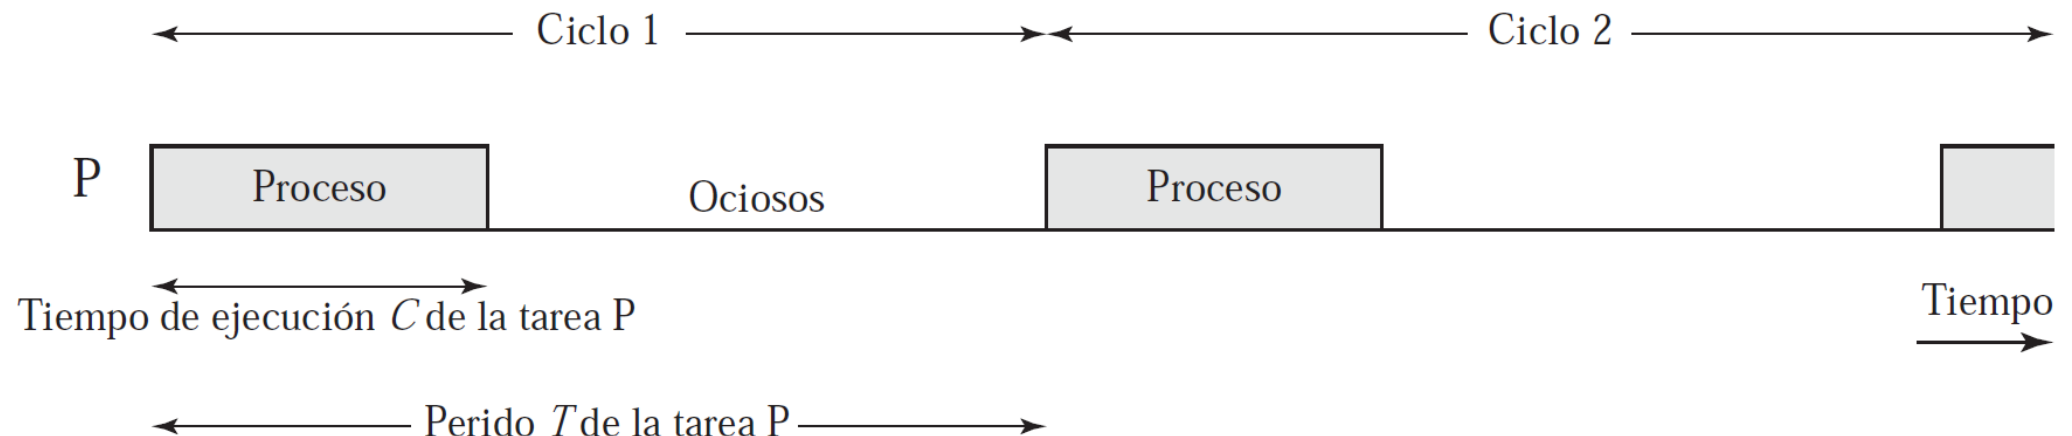 Ciclo 1
Ciclo 2
P
Proceso
Ociosos
Proceso
Tiempo de ejecución C de la tarea P
Tiempo
Perido T de la tarea P